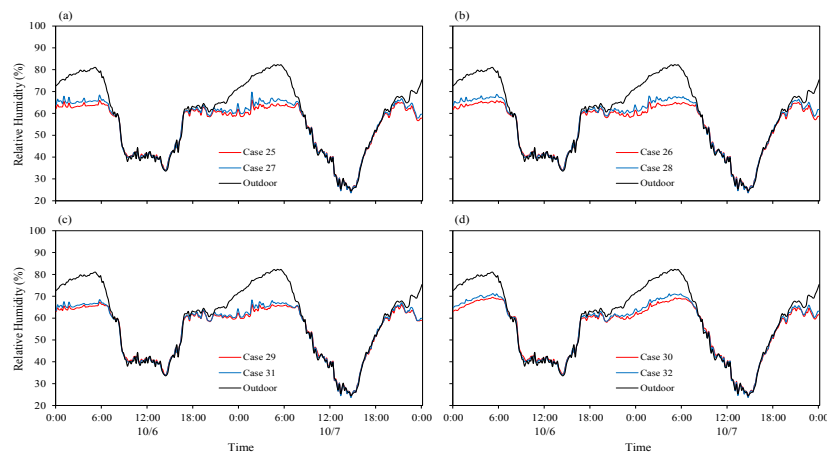 (a)
(b)
Relative Humidity (%)
100
90
80
70
60
50
40
30
20
Case 25
Case 27
Outdoor
Case 26
Case 28
Outdoor
(c)
(d)
Relative Humidity (%)
100
90
80
70
60
50
40
30
20
Case 29
Case 31
Outdoor
Case 30
Case 32
Outdoor
0:00 6:00 12:00 18:00 0:00 6:00 12:00 18:00 0:00
10/6 10/7
Time
0:00 6:00 12:00 18:00 0:00 6:00 12:00 18:00 0:00
10/6 10/7
Time